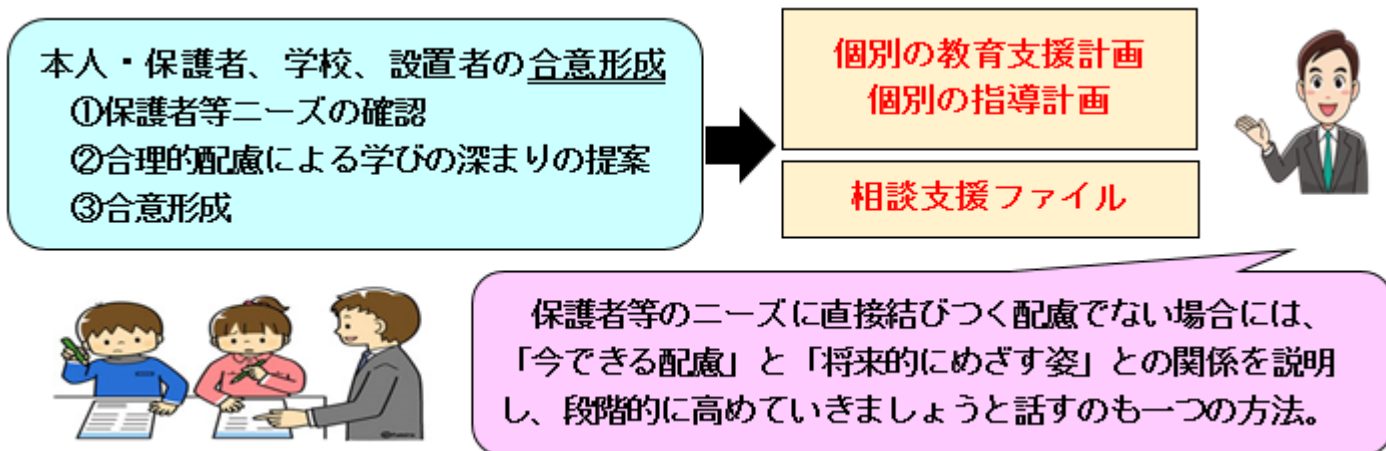 本人・保護者、学校、設置者の合意形成
①保護者等ニーズの確認
②合理的配慮による学びの深まりの提案
③合意形成
個別の教育支援計画
個別の指導計画
相談支援ファイル
保護者等のニーズに直接結びつく配慮でない場合には、
「今できる配慮」と「将来的にめざす姿」との関係を説明
し、段階的に高めていきましょうと話すのも一つの方法。